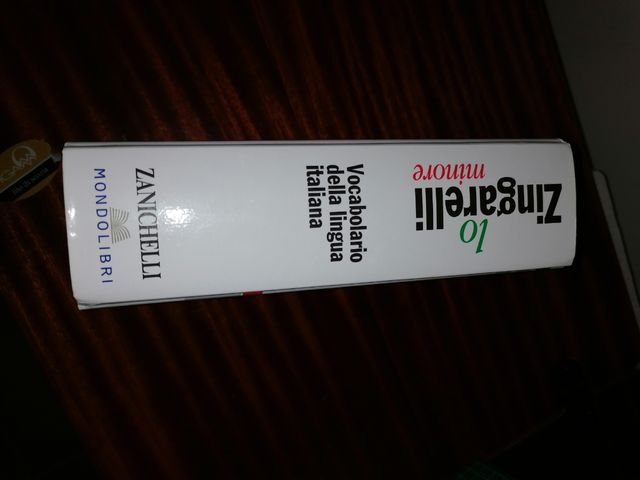 lo
Zingarelli
minore
Vocabolario
della lingua
italiana
ZANICHELLI
MONDOLIBRI